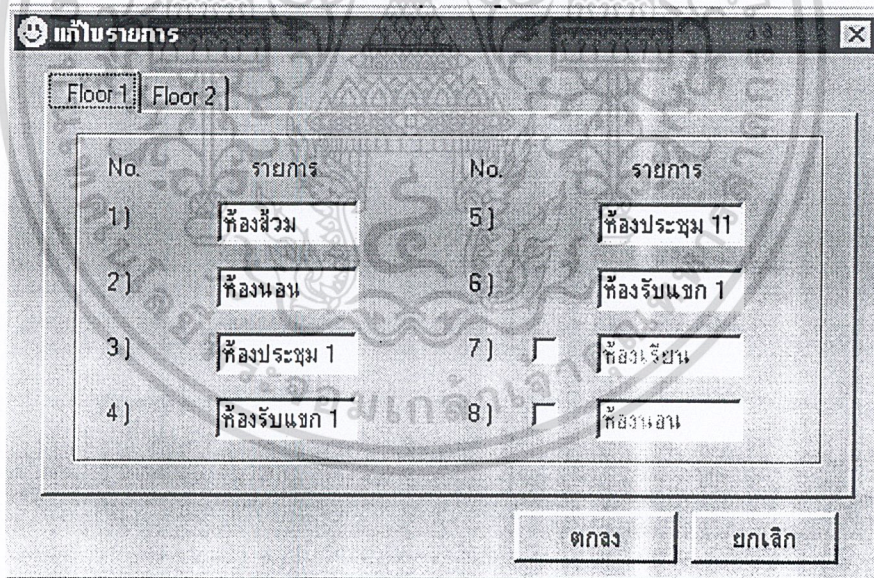 แก้ไขรายการ
Floor 1 Floor 2
No. รายการ No. รายการ
1) ห้องส้วม 5) ห้องประชุม 11
2) ห้องนอน 6) ห้องรับแขก 1
3) ห้องประชุม 1 7) ห้องเรียน
4) ห้องรับแขก 1 8) ห้องนอน
ตกลง ยกเลิก